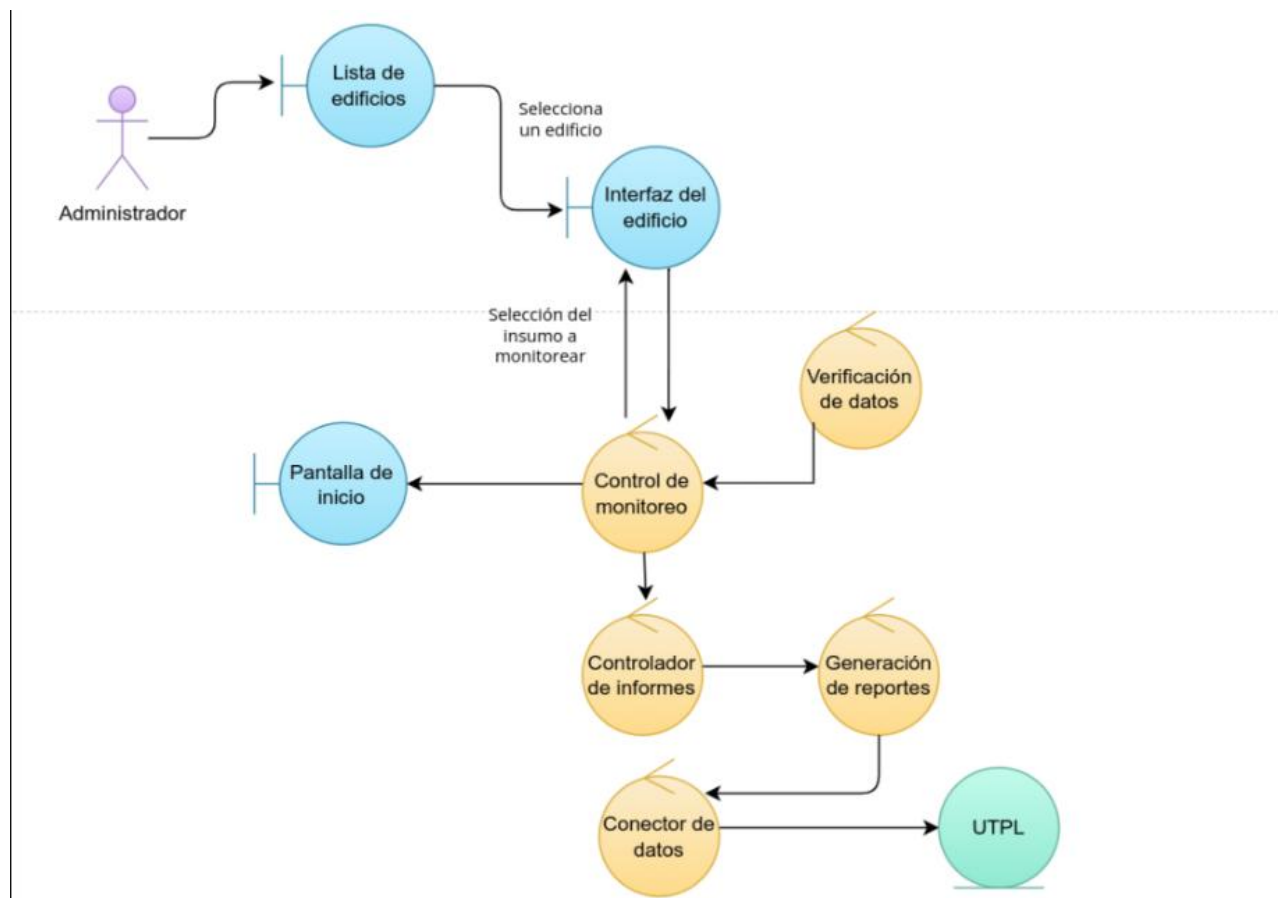 Lista de
edificios
Selecciona
un edificio
Administrador
Interfaz del
edificio
Selección del
insumo a
monitorear
Verificación
de datos
Pantalla de
inicio
Control de
monitoreo
Controlador
de informes
Generación
de reportes
Conector de
datos
UTPL